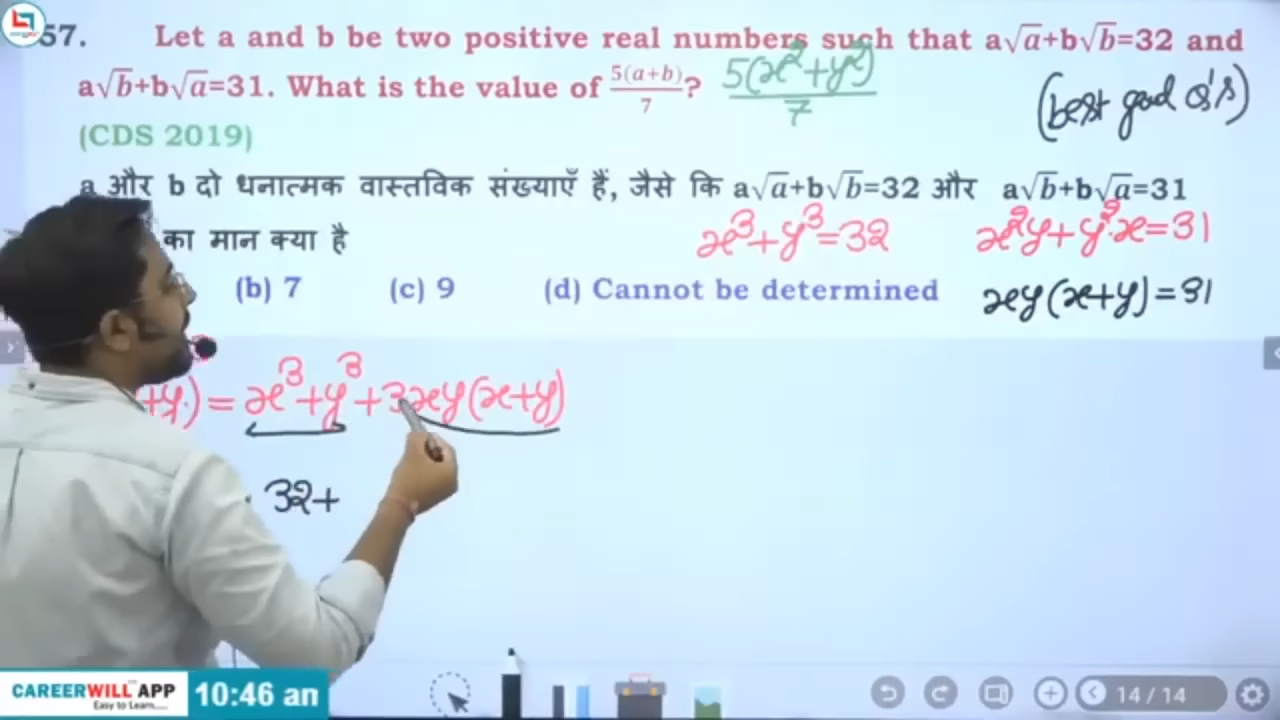 57. Let a and b be two positive real numbers such that a√a+b√b=32 and
a√b+b√a=31. What is the value of 5(a+b)/7? 5(x²+y²)/7
(best good Q's)
(CDS 2019)
a और b दो धनात्मक वास्तविक संख्याएँ हैं, जैसे कि a√a+b√b=32 और a√b+b√a=31
का मान क्या है
x³+y³=32 x²y+y²·x=31
(b) 7 (c) 9 (d) Cannot be determined
xy(x+y)=31
+y)³=x³+y³+3xy(x+y)
32+
CAREERWILL APP
Easy to Learn.....
10:46 an
14 / 14